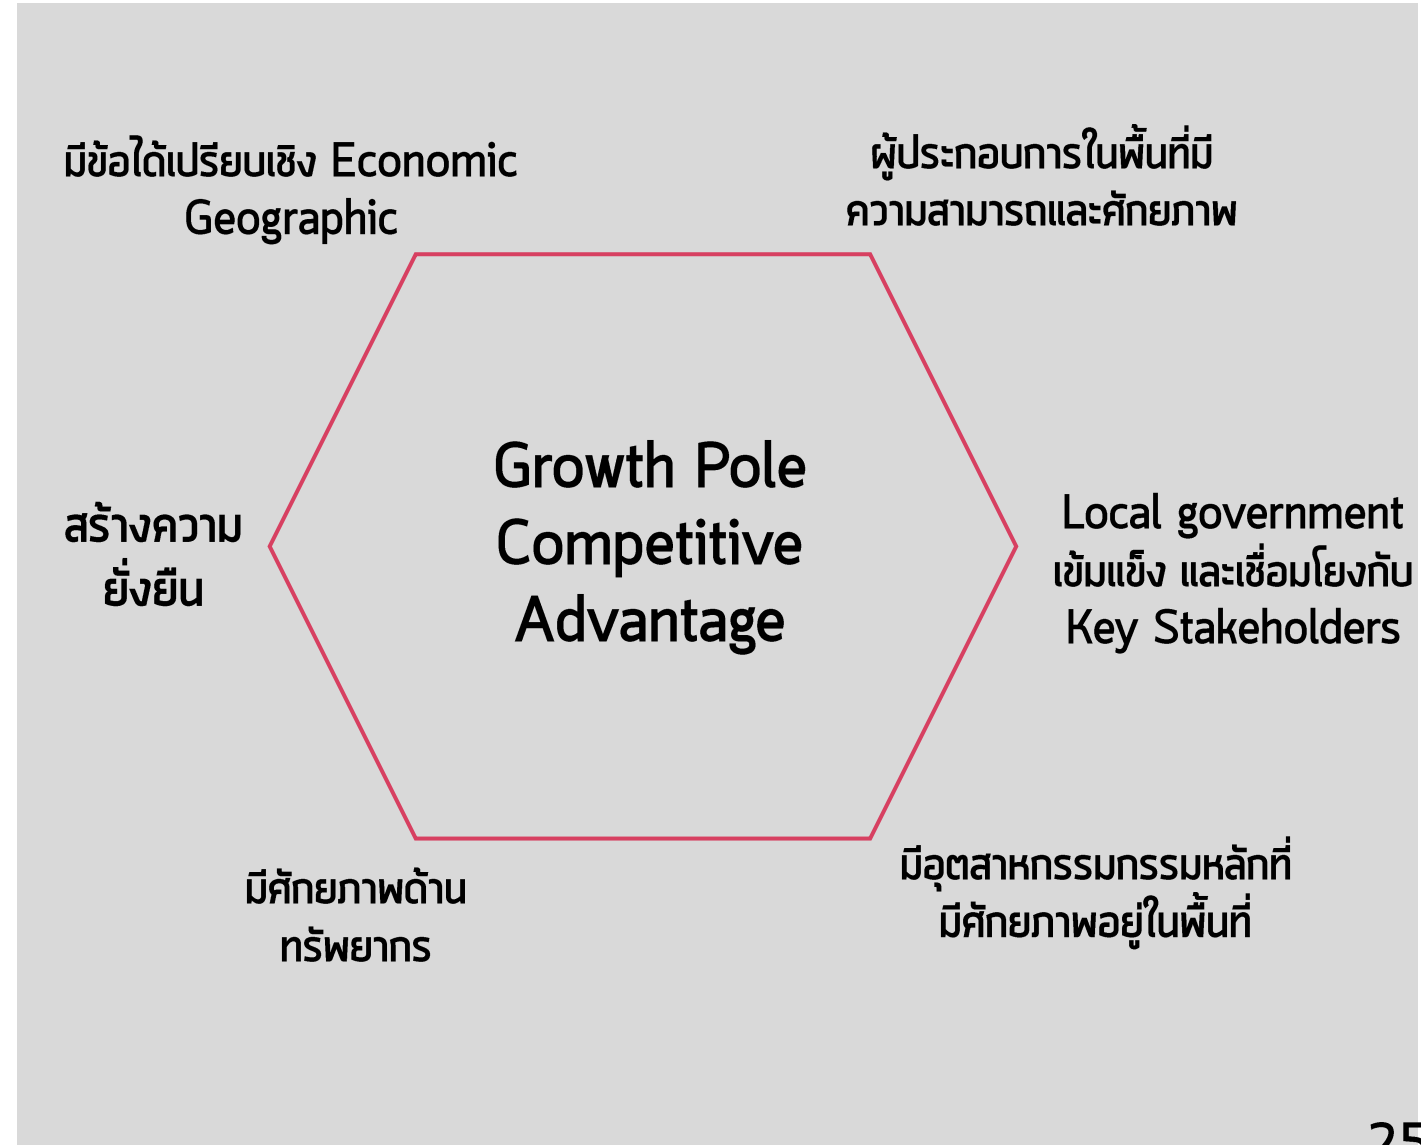 มีข้อได้เปรียบเชิง Economic
Geographic
ผู้ประกอบการในพื้นที่มี
ความสามารถและศักยภาพ
Growth Pole
Competitive
Advantage
สร้างความ
ยั่งยืน
Local government
เข้มแข็ง และเชื่อมโยงกับ
Key Stakeholders
มีศักยภาพด้าน
ทรัพยากร
มีอุตสาหกรรมกรรมหลักที่
มีศักยภาพอยู่ในพื้นที่
25